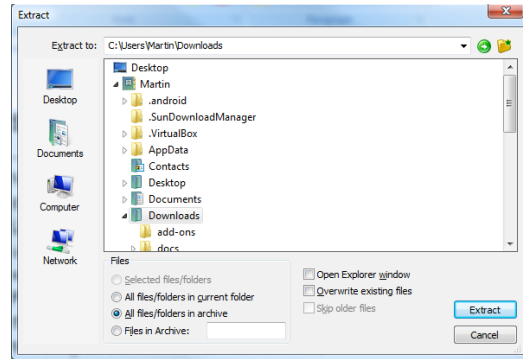 Extract
Extract to: C:\Users\Martin\Downloads
Desktop
Martin
.android
.SunDownloadManager
.VirtualBox
AppData
Contacts
Desktop
Documents
Downloads
add-ons
docs
Desktop
Documents
Computer
Network
Files
Selected files/folders
All files/folders in current folder
All files/folders in archive
Files in Archive:
Open Explorer window
Overwrite existing files
Skip older files
Extract
Cancel